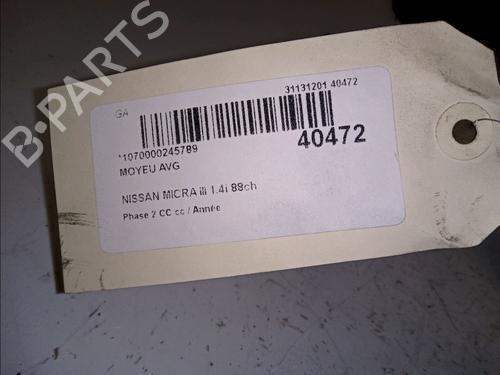 B-PARTS
GA
31131201 40472
*1070000245789
40472
MOYEU AVG
NISSAN MICRA iii 1.4i 88ch
Phase 2 CC cc / Année